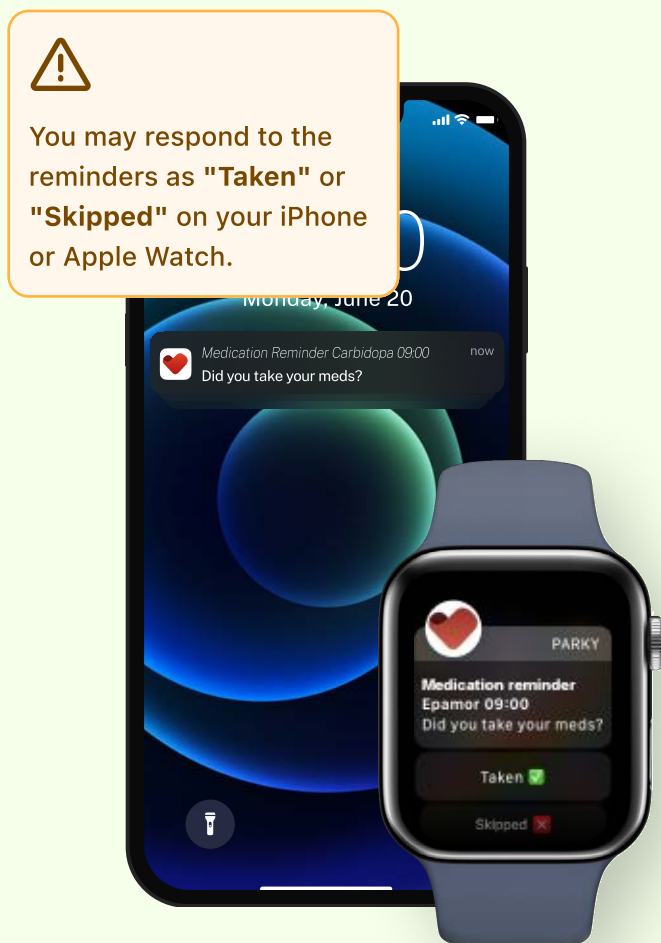 You may respond to the
reminders as "Taken" or
"Skipped" on your iPhone
or Apple Watch.
0
Monday, June 20
Medication Reminder Carbidopa 09:00
now
Did you take your meds?
PARKY
Medication reminder
Epamor 09:00
Did you take your meds?
Taken ✅
Skipped ❌